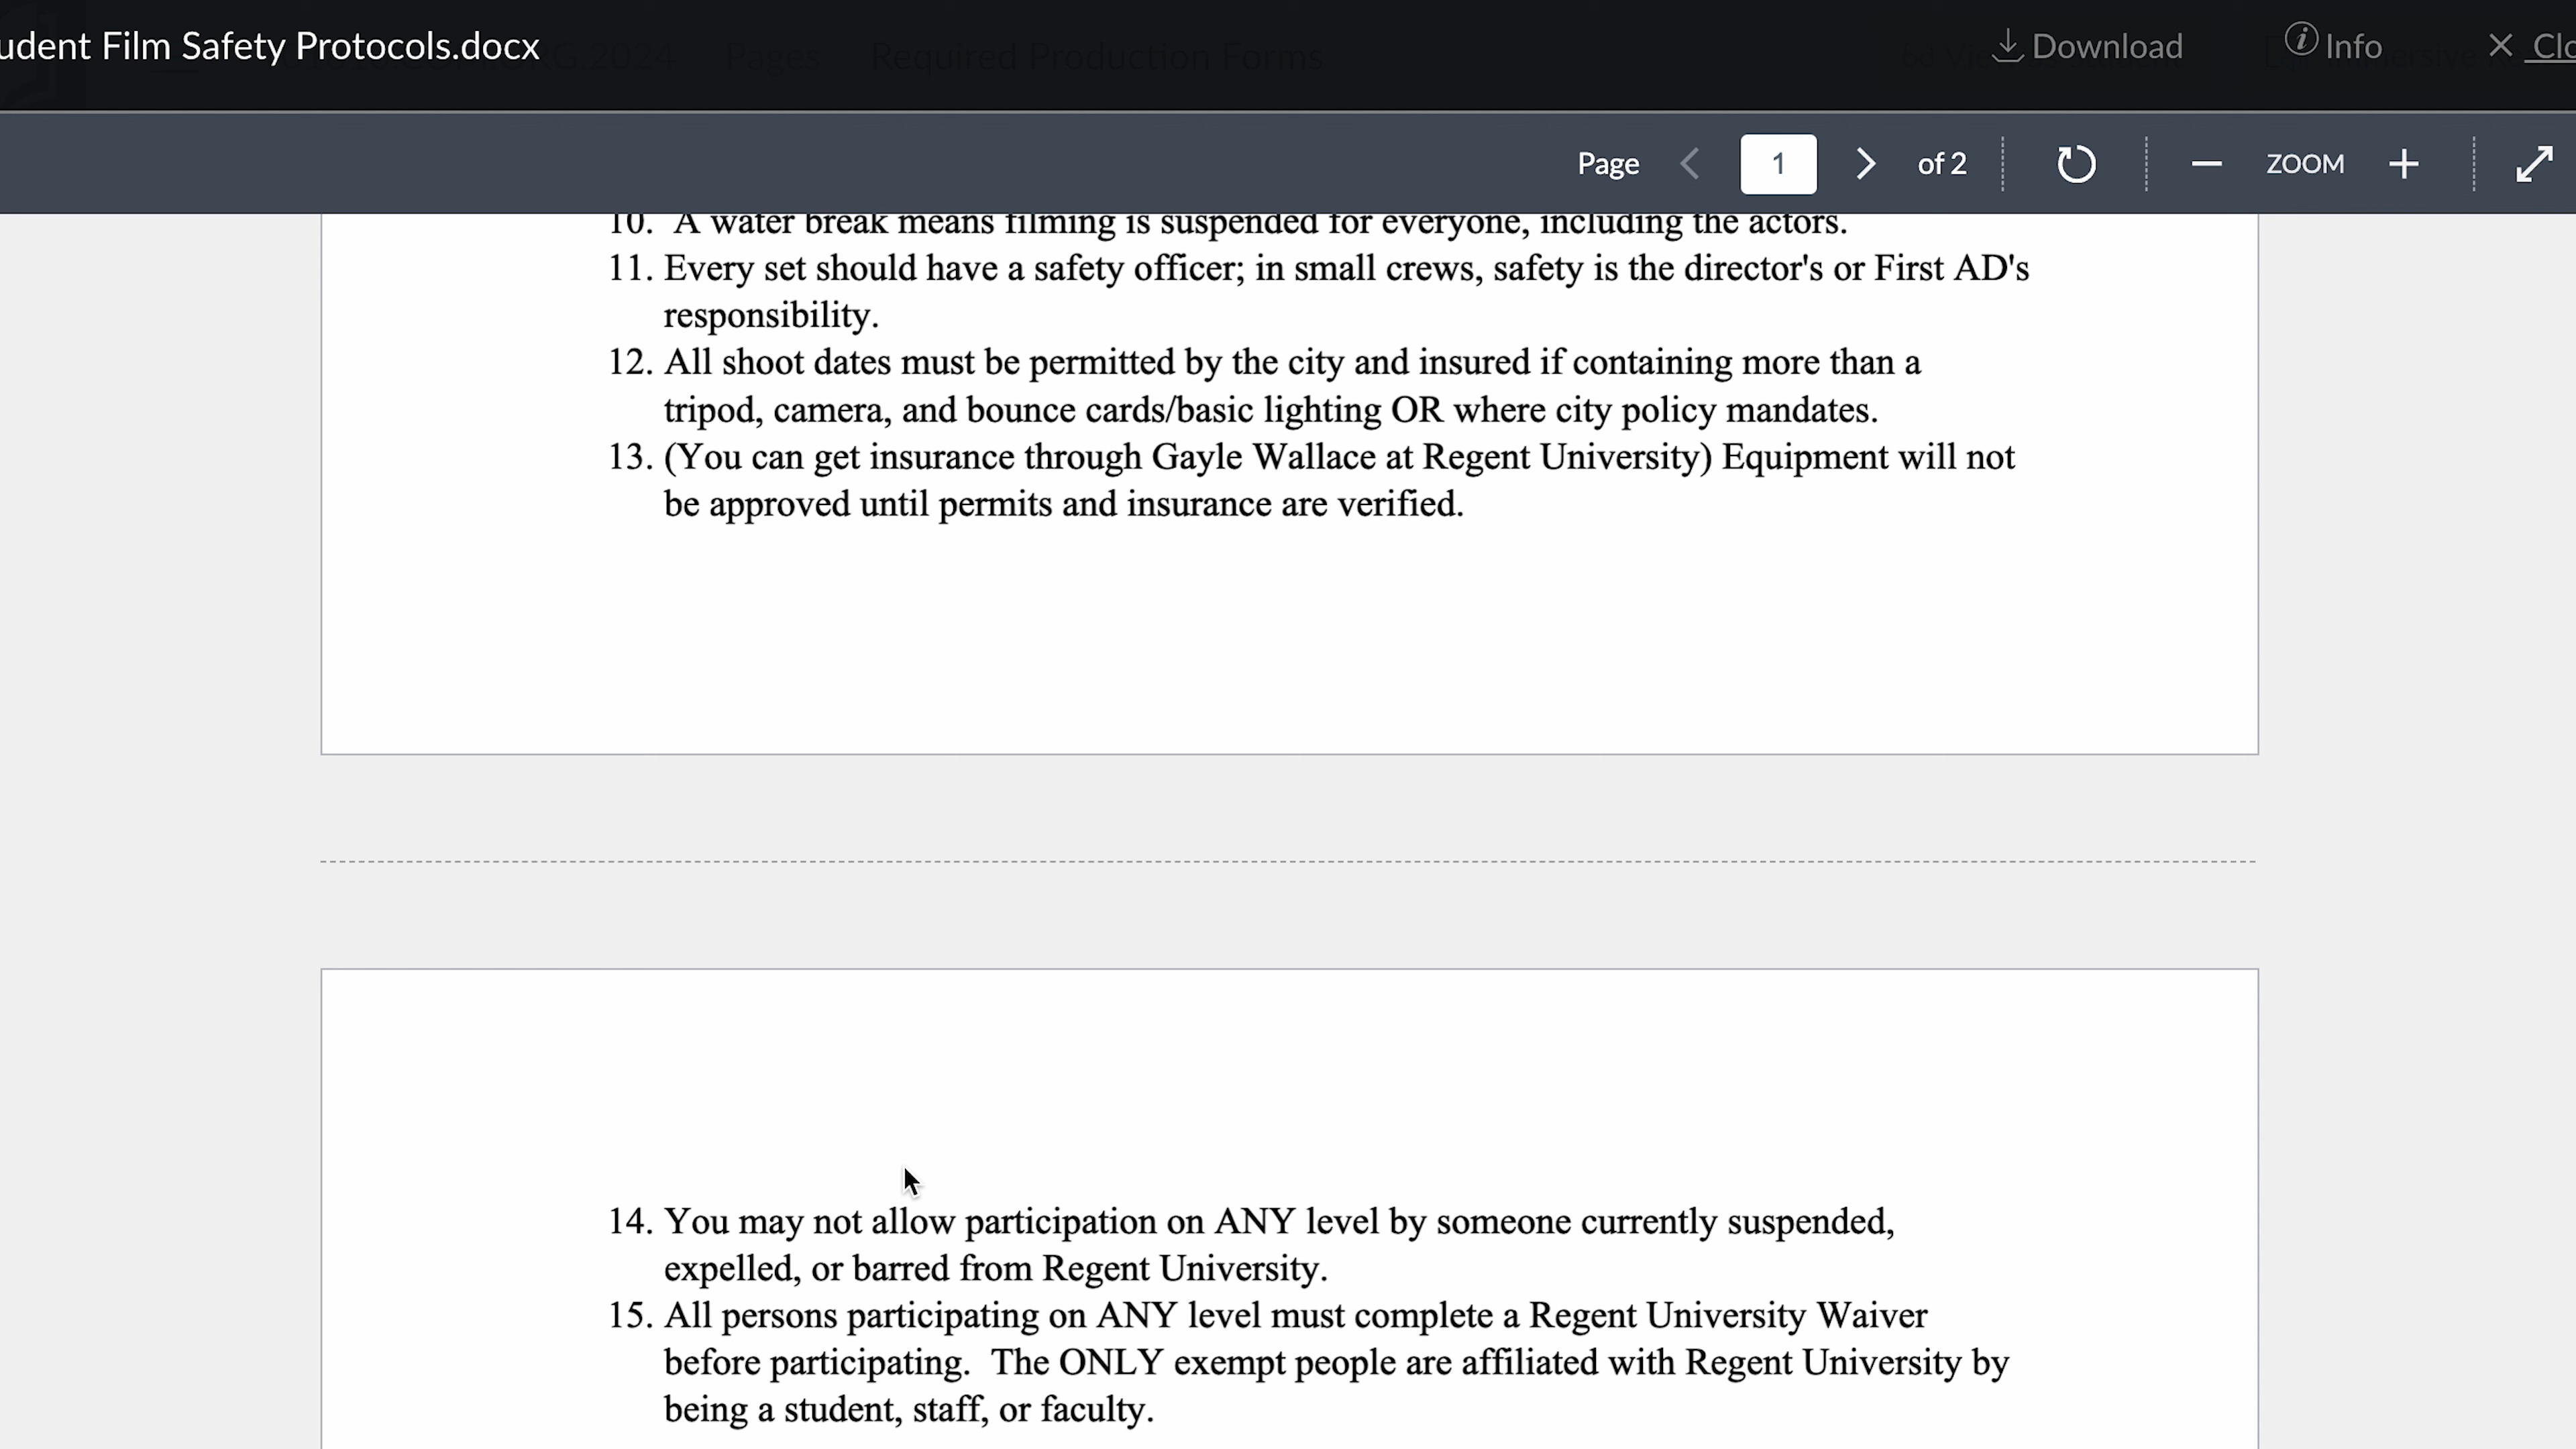 udent Film Safety Protocols.docx
G.2024 Pages Required Production Forms
Download
Info
Clo
Page 1 of 2 ZOOM
10. A water break means filming is suspended for everyone, including the actors.
11. Every set should have a safety officer; in small crews, safety is the director's or First AD's
responsibility.
12. All shoot dates must be permitted by the city and insured if containing more than a
tripod, camera, and bounce cards/basic lighting OR where city policy mandates.
13. (You can get insurance through Gayle Wallace at Regent University) Equipment will not
be approved until permits and insurance are verified.
14. You may not allow participation on ANY level by someone currently suspended,
expelled, or barred from Regent University.
15. All persons participating on ANY level must complete a Regent University Waiver
before participating.  The ONLY exempt people are affiliated with Regent University by
being a student, staff, or faculty.